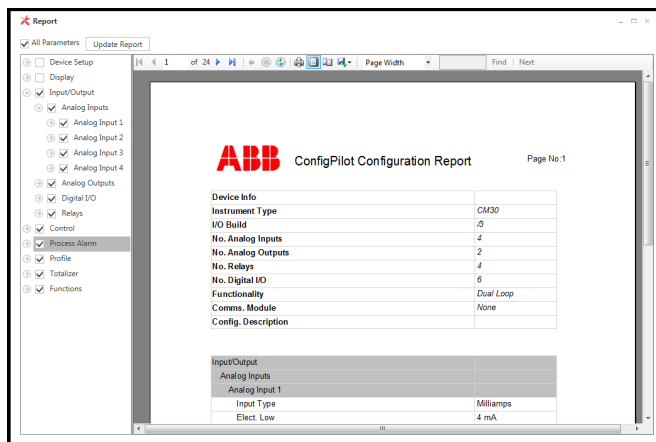 Report
All Parameters Update Report
Device Setup
Display
Input/Output
Analog Inputs
Analog Input 1
Analog Input 2
Analog Input 3
Analog Input 4
Analog Outputs
Digital I/O
Relays
Control
Process Alarm
Profile
Totalizer
Functions
1 of 24 Page Width Find Next
ABB ConfigPilot Configuration Report Page No:1
Device Info
Instrument Type CM30
I/O Build /3
No. Analog Inputs 4
No. Analog Outputs 2
No. Relays 4
No. Digital I/O 6
Functionality Dual Loop
Comms. Module None
Config. Description
Input/Output
Analog Inputs
Analog Input 1
Input Type Milliamps
Elect. Low 4 mA